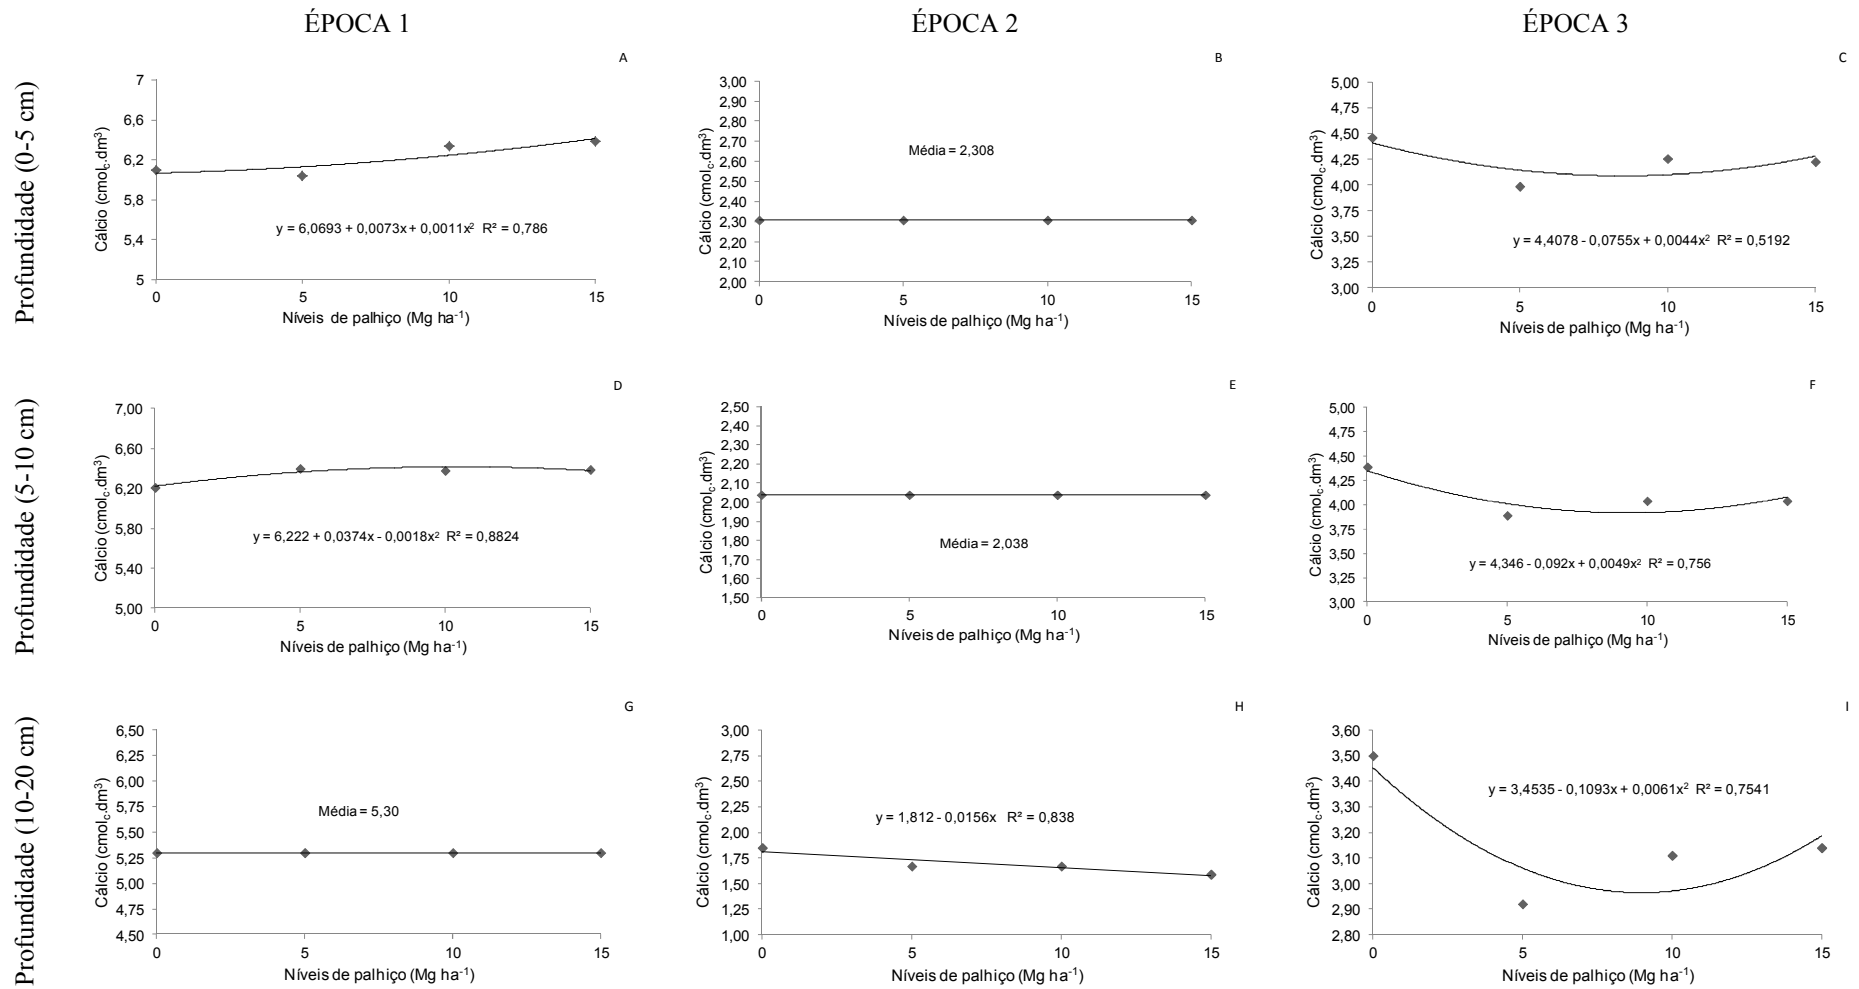 ÉPOCA 1
ÉPOCA 2
ÉPOCA 3
Profundidade (0-5 cm)
A
Cálcio (cmolc.dm³)
7
6,6
6,2
5,8
5,4
5
y = 6,0693 + 0,0073x + 0,0011x² R² = 0,786
0 5 10 15
Níveis de palhiço (Mg ha⁻¹)
B
Cálcio (cmolc.dm³)
3,00
2,90
2,80
2,70
2,60
2,50
2,40
2,30
2,20
2,10
2,00
Média = 2,308
0 5 10 15
Níveis de palhiço (Mg ha⁻¹)
C
Cálcio (cmolc.dm³)
5,00
4,75
4,50
4,25
4,00
3,75
3,50
3,25
3,00
y = 4,4078 - 0,0755x + 0,0044x² R² = 0,5192
0 5 10 15
Níveis de palhiço (Mg ha⁻¹)
Profundidade (5-10 cm)
D
Cálcio (cmolc.dm³)
7,00
6,60
6,20
5,80
5,40
5,00
y = 6,222 + 0,0374x - 0,0018x² R² = 0,8824
0 5 10 15
Níveis de palhiço (Mg ha⁻¹)
E
Cálcio (cmolc.dm³)
2,50
2,40
2,30
2,20
2,10
2,00
1,90
1,80
1,70
1,60
1,50
Média = 2,038
0 5 10 15
Níveis de palhiço (Mg ha⁻¹)
F
Cálcio (cmolc.dm³)
5,00
4,75
4,50
4,25
4,00
3,75
3,50
3,25
3,00
y = 4,346 - 0,092x + 0,0049x² R² = 0,756
0 5 10 15
Níveis de palhiço (Mg ha⁻¹)
Profundidade (10-20 cm)
G
Cálcio (cmolc.dm³)
6,50
6,25
6,00
5,75
5,50
5,25
5,00
4,75
4,50
Média = 5,30
0 5 10 15
Níveis de palhiço (Mg ha⁻¹)
H
Cálcio (cmolc.dm³)
3,00
2,75
2,50
2,25
2,00
1,75
1,50
1,25
1,00
y = 1,812 - 0,0156x R² = 0,838
0 5 10 15
Níveis de palhiço (Mg ha⁻¹)
I
Cálcio (cmolc.dm³)
3,60
3,50
3,40
3,30
3,20
3,10
3,00
2,90
2,80
y = 3,4535 - 0,1093x + 0,0061x² R² = 0,7541
0 5 10 15
Níveis de palhiço (Mg ha⁻¹)